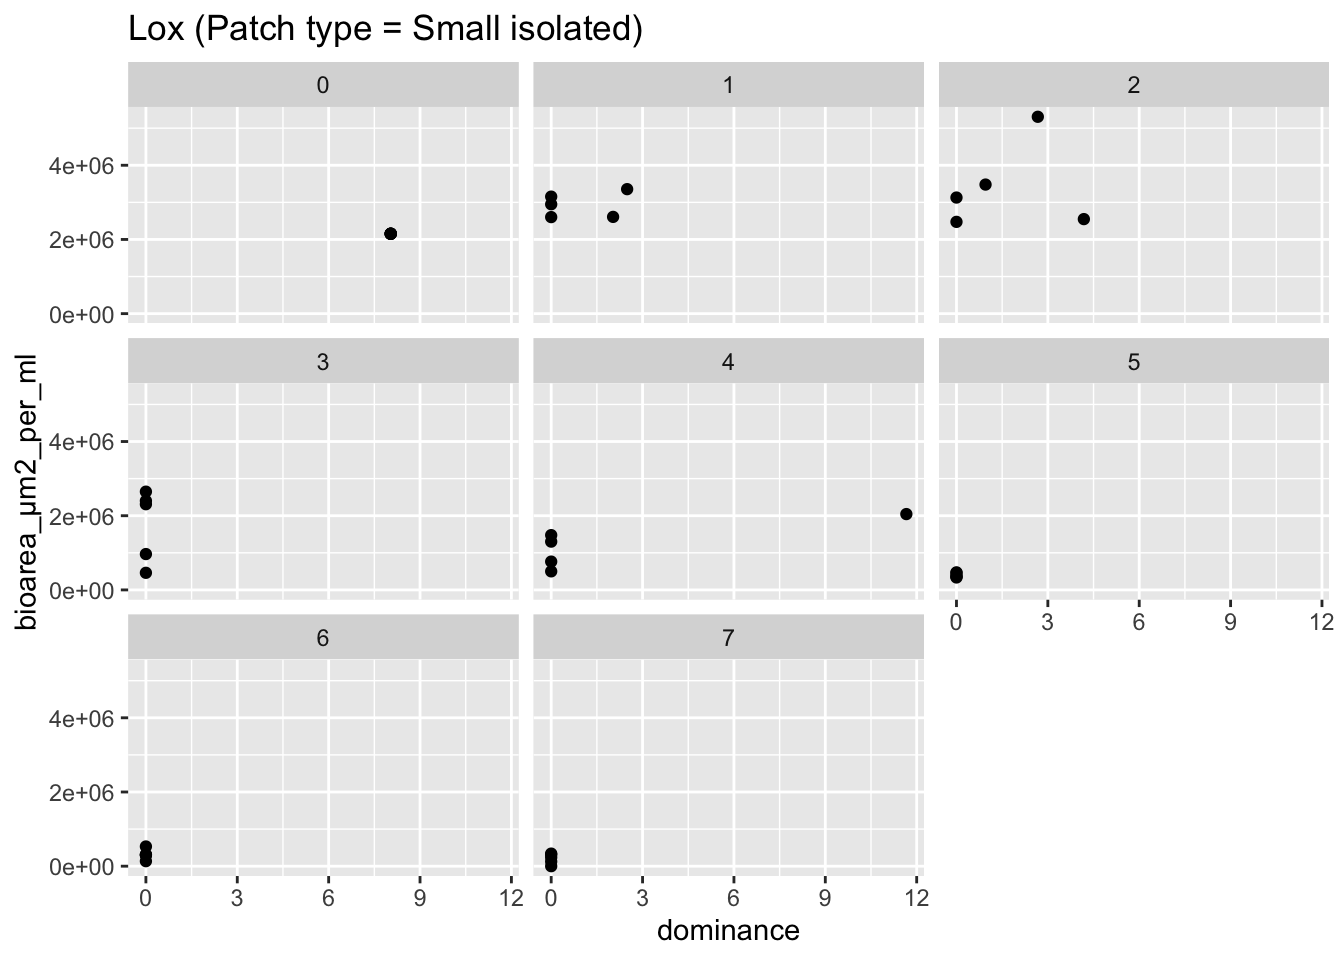 Lox (Patch type = Small isolated)
0 1 2
4e+06
2e+06
0e+00
3 4 5
4e+06
2e+06
0e+00
0 3 6 9 12
6 7
4e+06
2e+06
0e+00
0 3 6 9 12 0 3 6 9 12
dominance
bioarea_µm2_per_ml